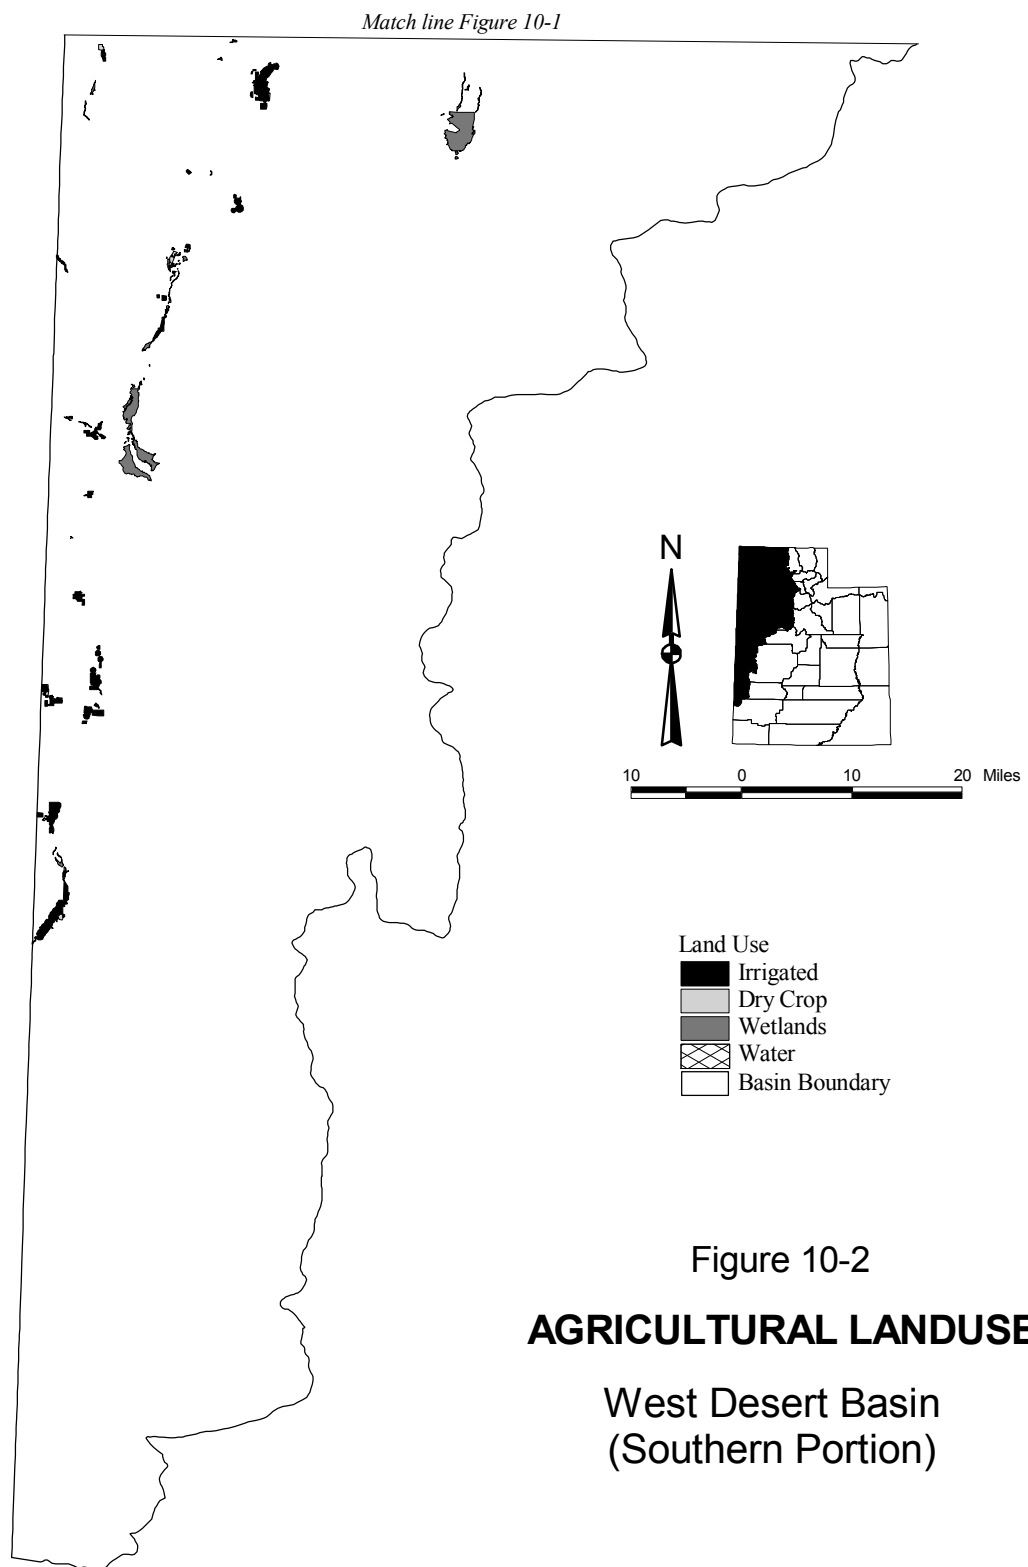 Match line Figure 10-1
N
10 0 10 20 Miles
Land Use
Irrigated
Dry Crop
Wetlands
Water
Basin Boundary
Figure 10-2
AGRICULTURAL LANDUSE
West Desert Basin
(Southern Portion)